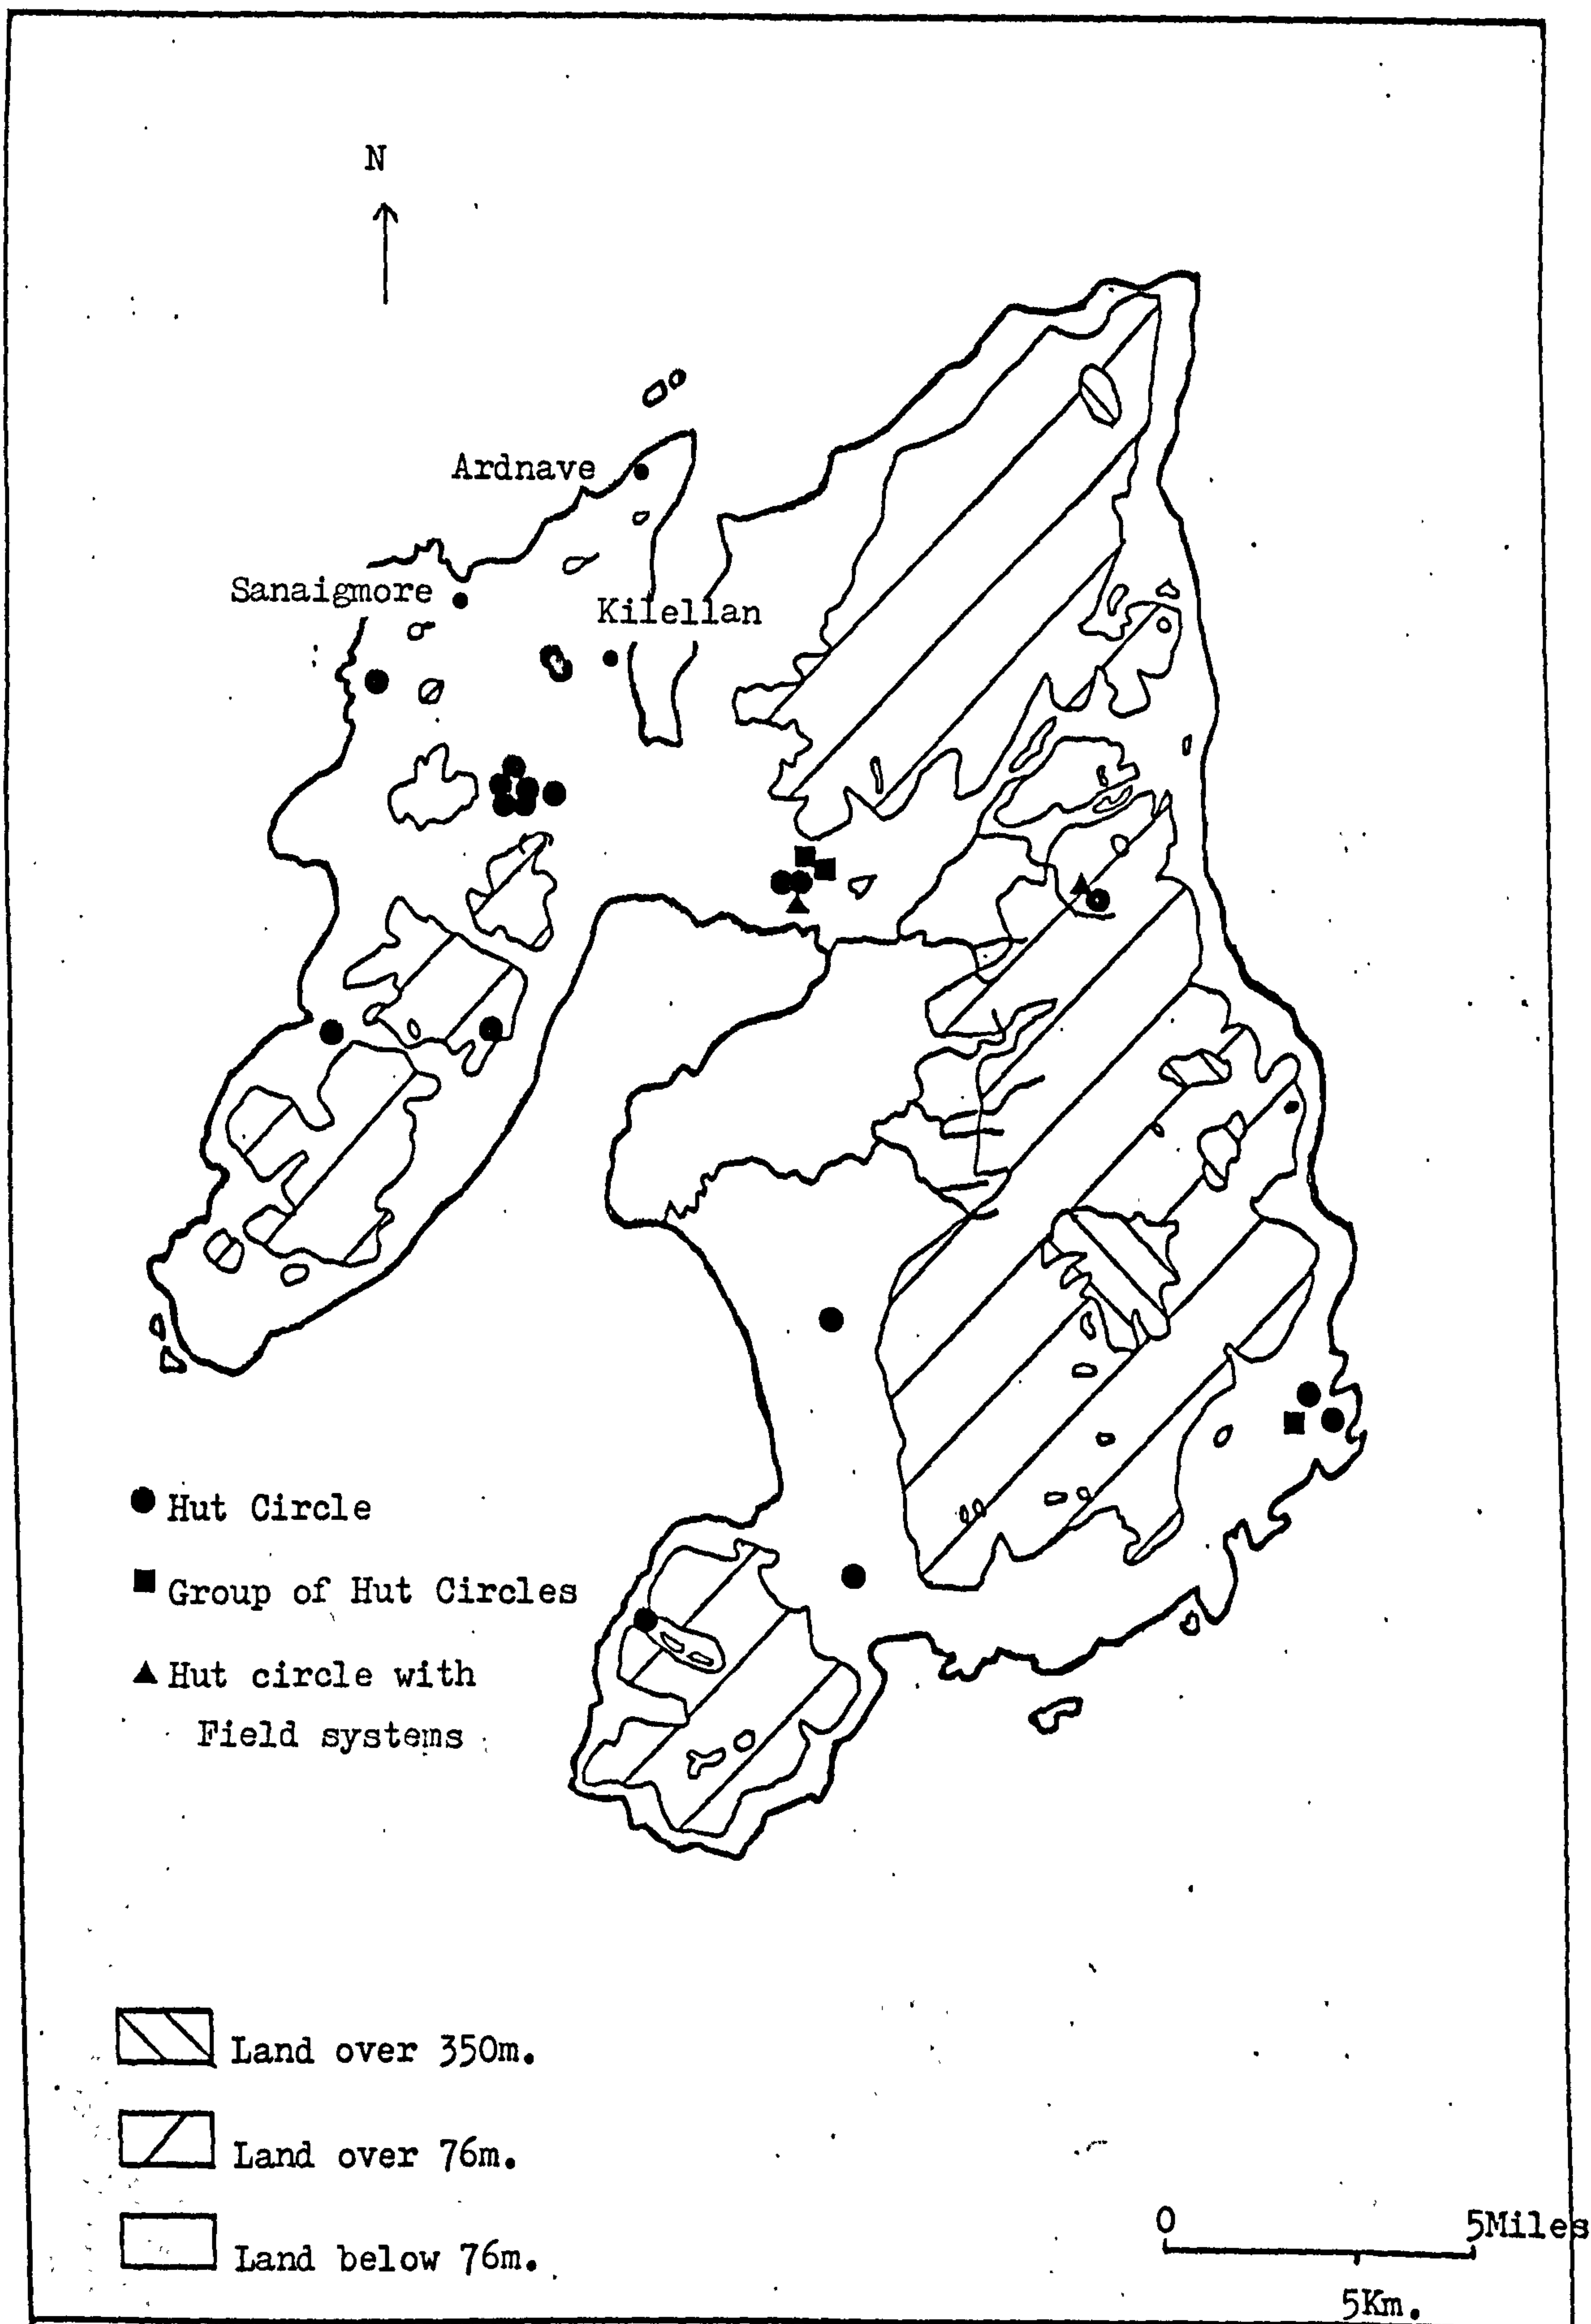 N
Ardnave
Sanaigmore
Kilellan
Hut Circle
Group of Hut Circles
Hut circle with
Field systems
Land over 350m.
Land over 76m.
Land below 76m.
0 5Miles
5Km.